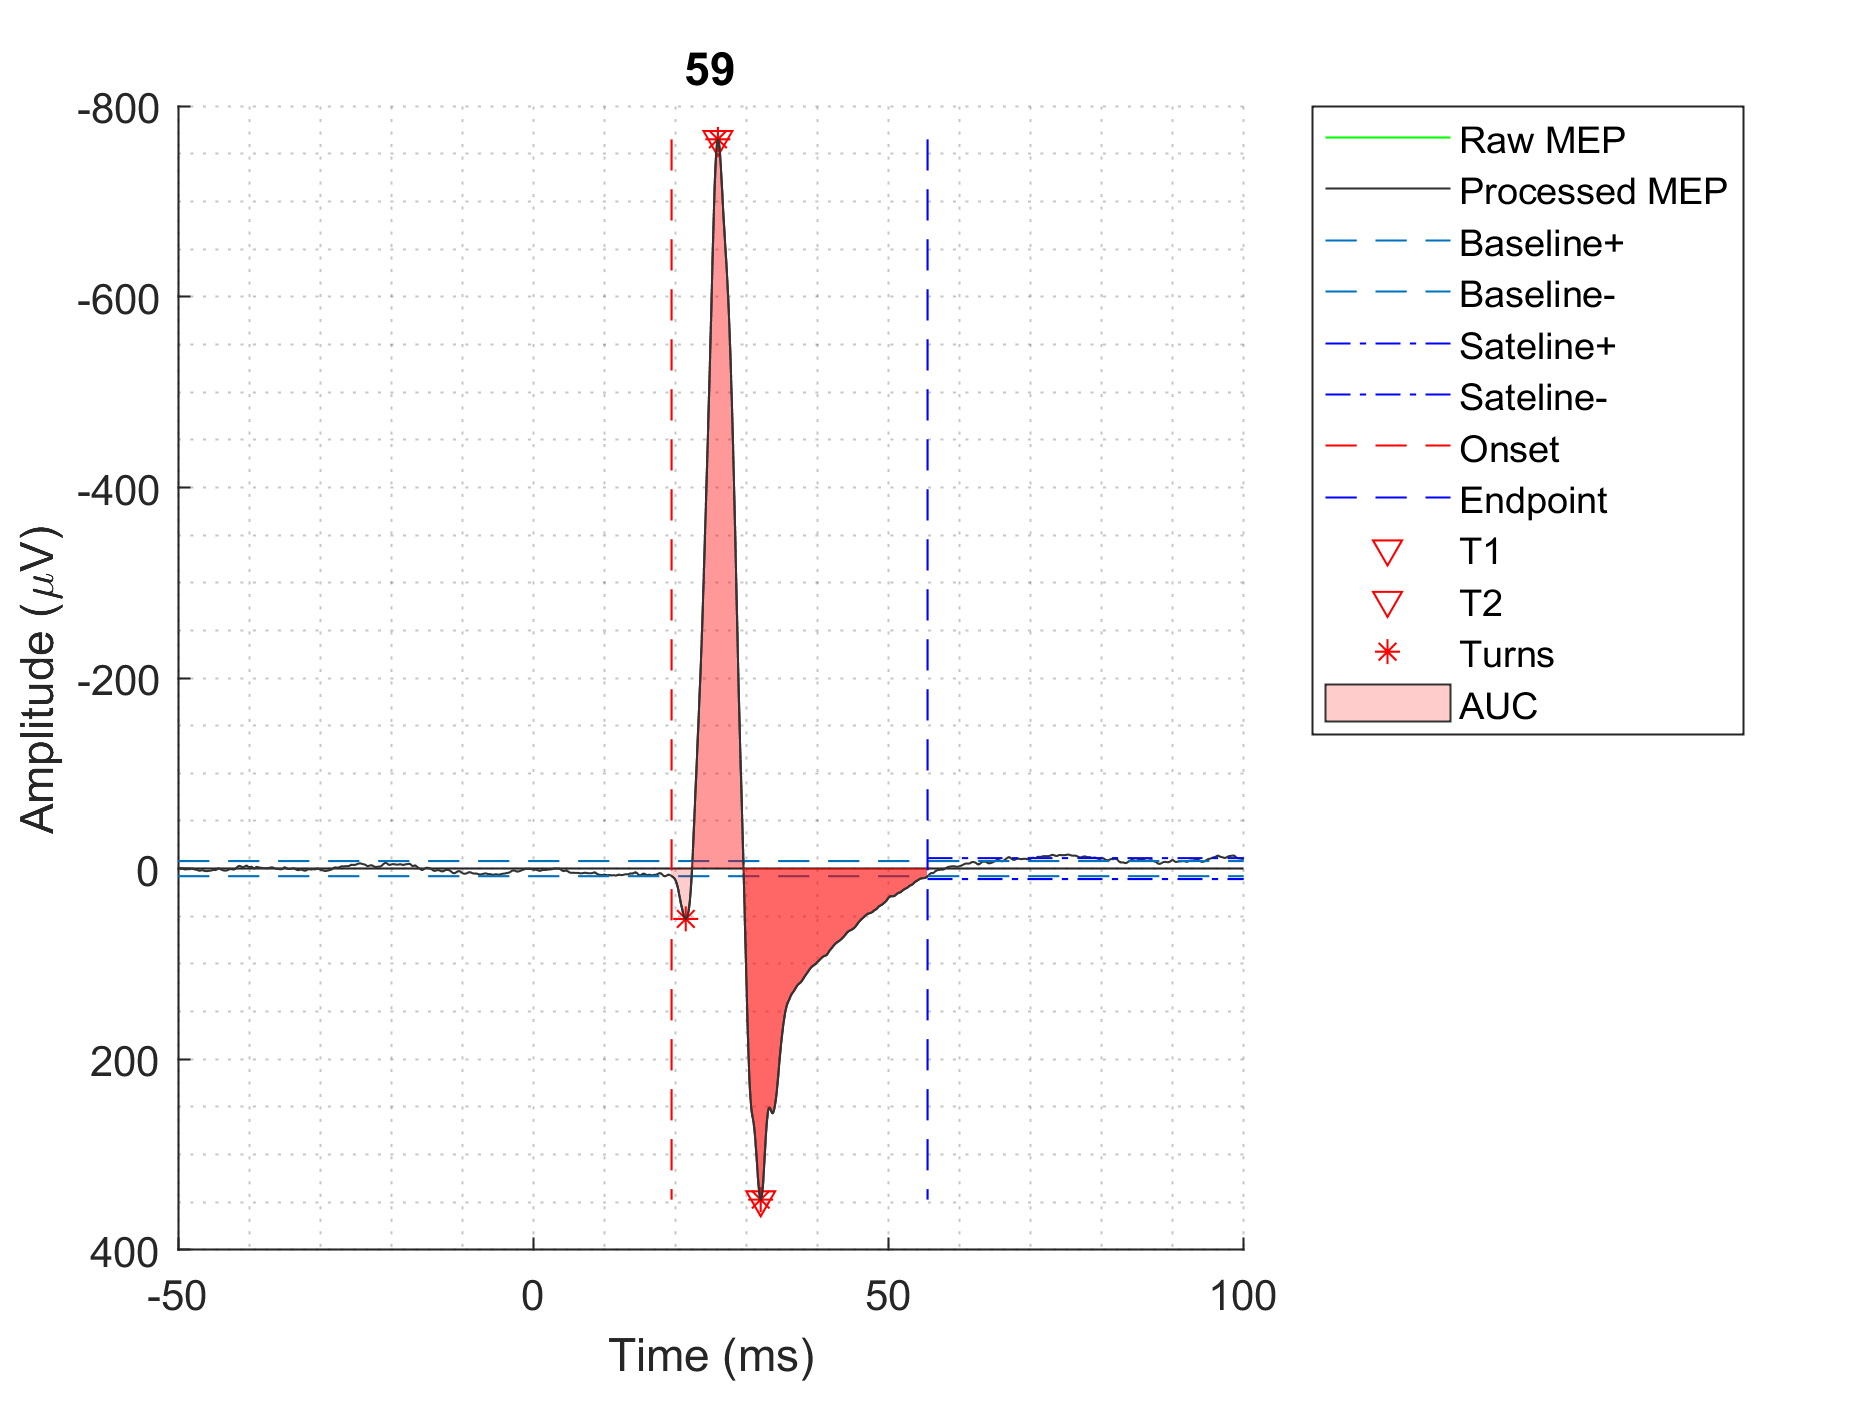 59
-800
-600
-400
-200
0
200
400
Amplitude (μV)
-50 0 50 100
Time (ms)
Raw MEP
Processed MEP
Baseline+
Baseline-
Sateline+
Sateline-
Onset
Endpoint
T1
T2
Turns
AUC